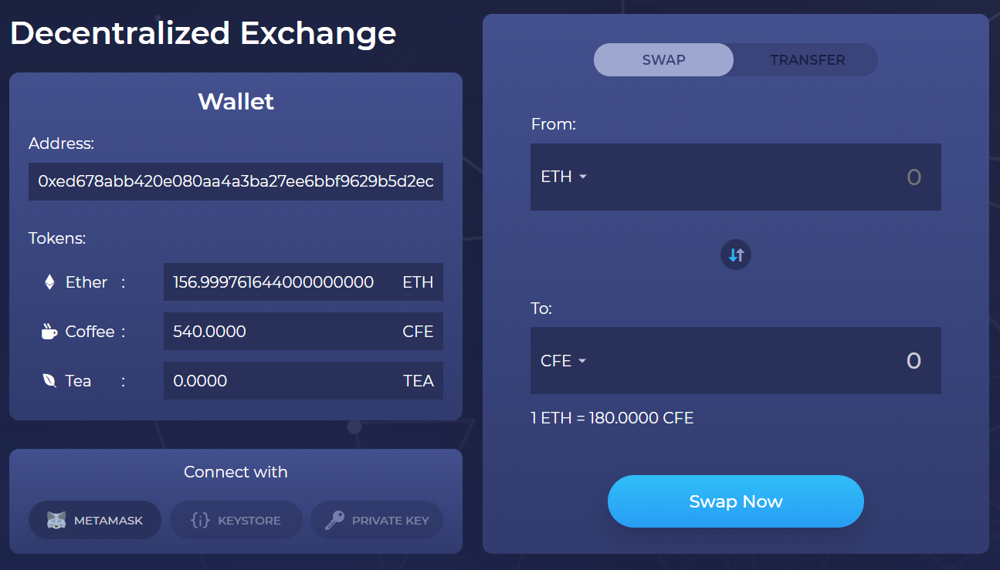 Decentralized Exchange
Wallet
Address:
0xed678abb420e080aa4a3ba27ee6bbf9629b5d2ec
Tokens:
Ether : 156.999761644000000000 ETH
Coffee : 540.0000 CFE
Tea : 0.0000 TEA
Connect with
METAMASK {i} KEYSTORE PRIVATE KEY
SWAP TRANSFER
From:
ETH 0
To:
CFE 0
1 ETH = 180.0000 CFE
Swap Now